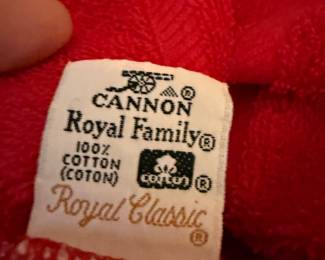 ®
CANNON
Royal Family®
100%
COTTON
(COTON)
cotton ®
Royal Classic
®